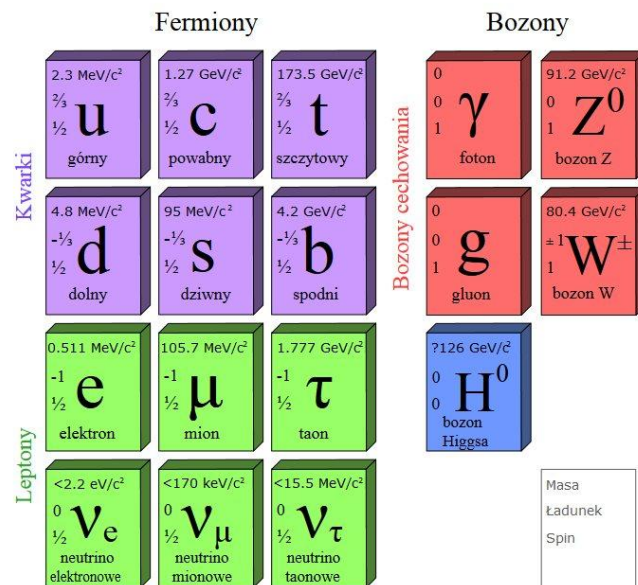 Fermiony
Bozony
Kwarki
2.3 MeV/c²
⅔
½
u
górny
1.27 GeV/c²
⅔
½
c
powabny
173.5 GeV/c²
⅔
½
t
szczytowy
4.8 MeV/c²
-⅓
½
d
dolny
95 MeV/c²
-⅓
½
s
dziwny
4.2 GeV/c²
-⅓
½
b
spodni
Leptony
0.511 MeV/c²
-1
½
e
elektron
105.7 MeV/c²
-1
½
μ
mion
1.777 GeV/c²
-1
½
τ
taon
<2.2 eV/c²
0
½
νe
neutrino
elektronowe
<170 keV/c²
0
½
νμ
neutrino
mionowe
<15.5 MeV/c²
0
½
ντ
neutrino
taonowe
Bozony cechowania
0
0
1
γ
foton
91.2 GeV/c²
0
1
Z⁰
bozon Z
0
0
1
g
gluon
80.4 GeV/c²
±1
1
W±
bozon W
?126 GeV/c²
0
0
H⁰
bozon
Higgsa
Masa
Ładunek
Spin